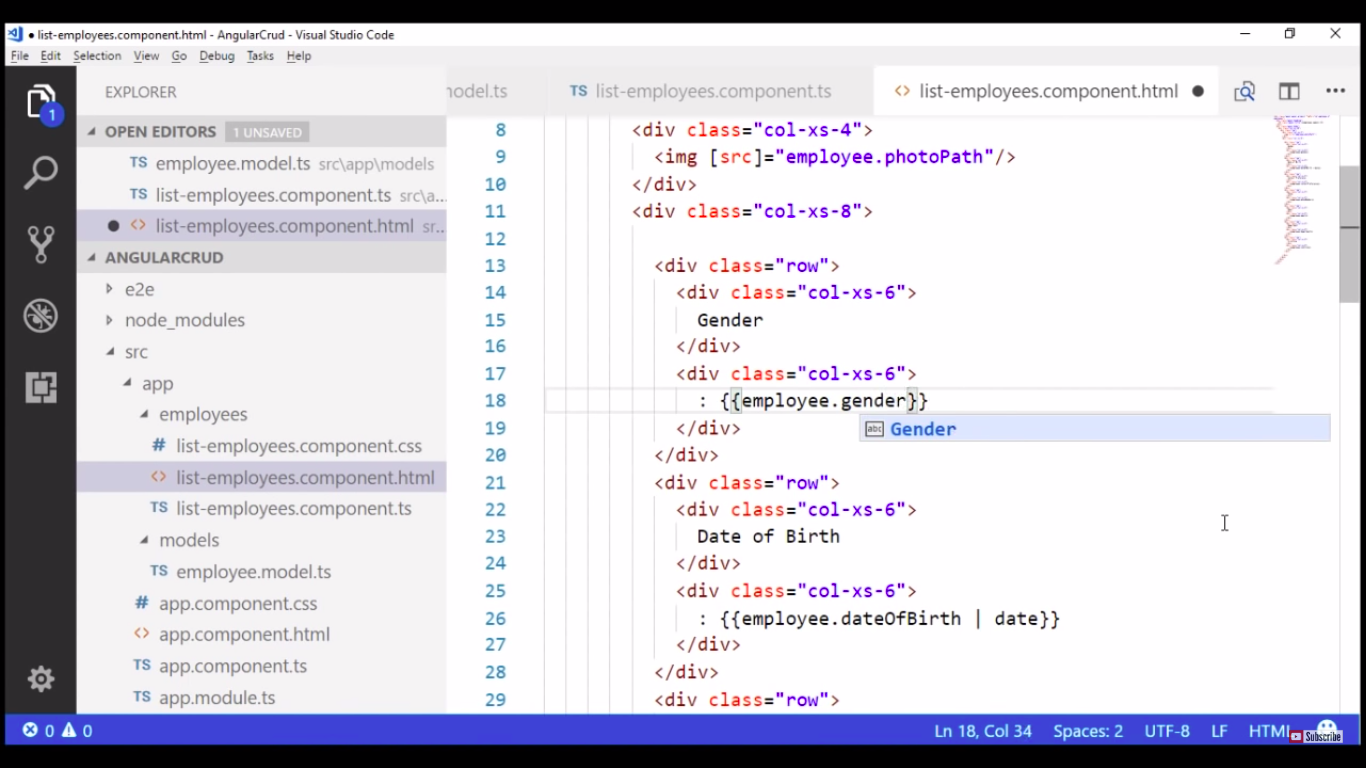 list-employees.component.html - AngularCrud - Visual Studio Code
File Edit Selection View Go Debug Tasks Help
EXPLORER
OPEN EDITORS 1 UNSAVED
TS employee.model.ts src\app\models
TS list-employees.component.ts src\a...
<> list-employees.component.html sr...
ANGULARCRUD
e2e
node_modules
src
app
employees
# list-employees.component.css
<> list-employees.component.html
TS list-employees.component.ts
models
TS employee.model.ts
# app.component.css
<> app.component.html
TS app.component.ts
TS app.module.ts
1
nodel.ts TS list-employees.component.ts <> list-employees.component.html
8 <div class="col-xs-4">
9 <img [src]="employee.photoPath"/>
10 </div>
11 <div class="col-xs-8">
12
13 <div class="row">
14 <div class="col-xs-6">
15 Gender
16 </div>
17 <div class="col-xs-6">
18 : {{employee.gender}}
abc Gender
19 </div>
20 </div>
21 <div class="row">
22 <div class="col-xs-6">
23 Date of Birth
24 </div>
25 <div class="col-xs-6">
26 : {{employee.dateOfBirth | date}}
27 </div>
28 </div>
29 <div class="row">
0 0 Ln 18, Col 34 Spaces: 2 UTF-8 LF HTML
Subscribe